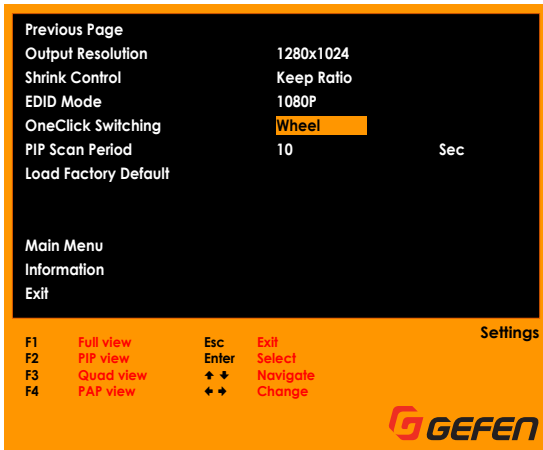 Previous Page
Output Resolution 1280x1024
Shrink Control Keep Ratio
EDID Mode 1080P
OneClick Switching Wheel
PIP Scan Period 10 Sec
Load Factory Default
Main Menu
Information
Exit
Settings
F1 Full view Esc Exit
F2 PIP view Enter Select
F3 Quad view ↑ ↓ Navigate
F4 PAP view ← → Change
GEFEN